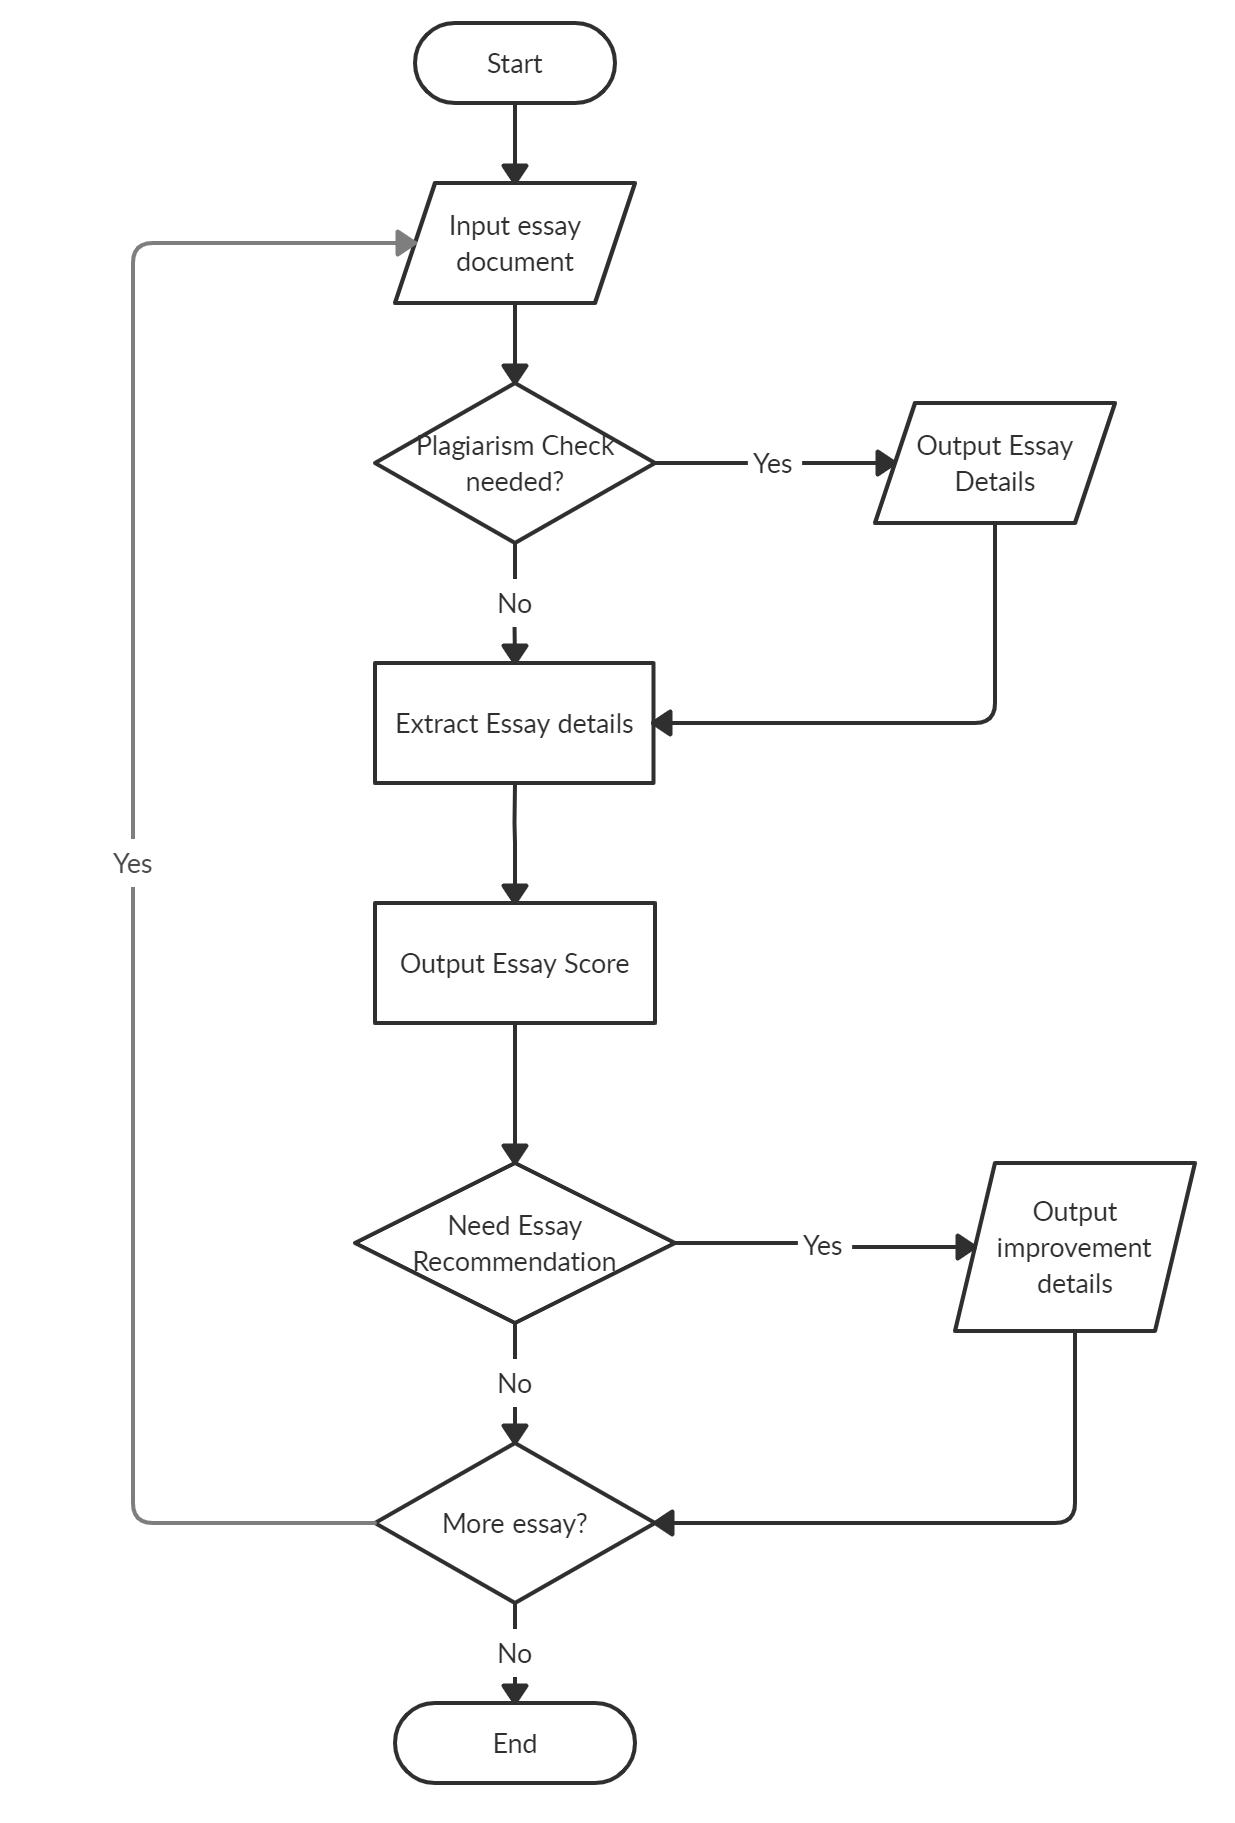 Start
Input essay
document
Plagiarism Check
needed?
Yes
Output Essay
Details
No
Extract Essay details
Yes
Output Essay Score
Need Essay
Recommendation
Yes
Output
improvement
details
No
More essay?
No
End